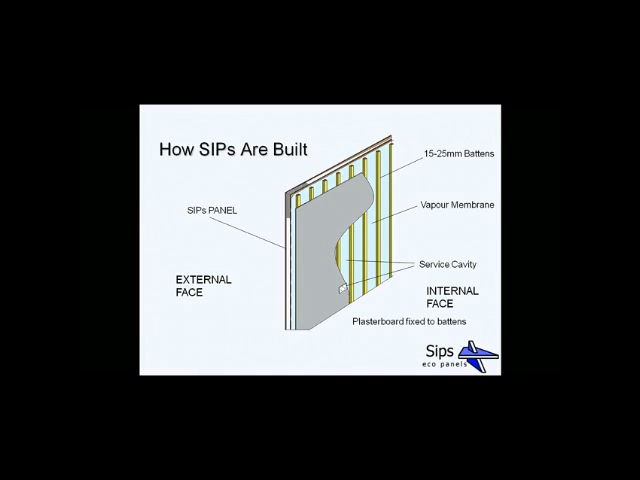 How SIPs Are Built
15-25mm Battens
SIPs PANEL
Vapour Membrane
Service Cavity
EXTERNAL
FACE
INTERNAL
FACE
Plasterboard fixed to battens
Sips
eco panels